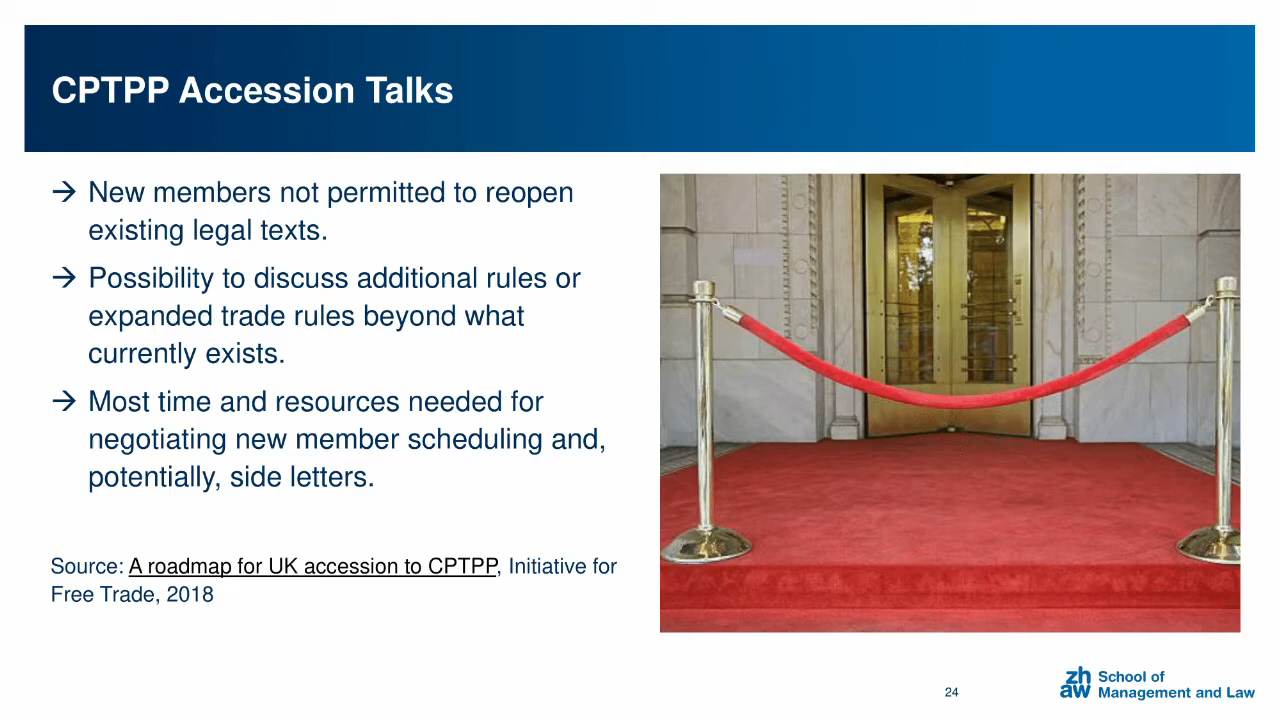 CPTPP Accession Talks
→ New members not permitted to reopen
existing legal texts.
→ Possibility to discuss additional rules or
expanded trade rules beyond what
currently exists.
→ Most time and resources needed for
negotiating new member scheduling and,
potentially, side letters.
Source: A roadmap for UK accession to CPTPP, Initiative for
Free Trade, 2018
24
zh
aw
School of
Management and Law